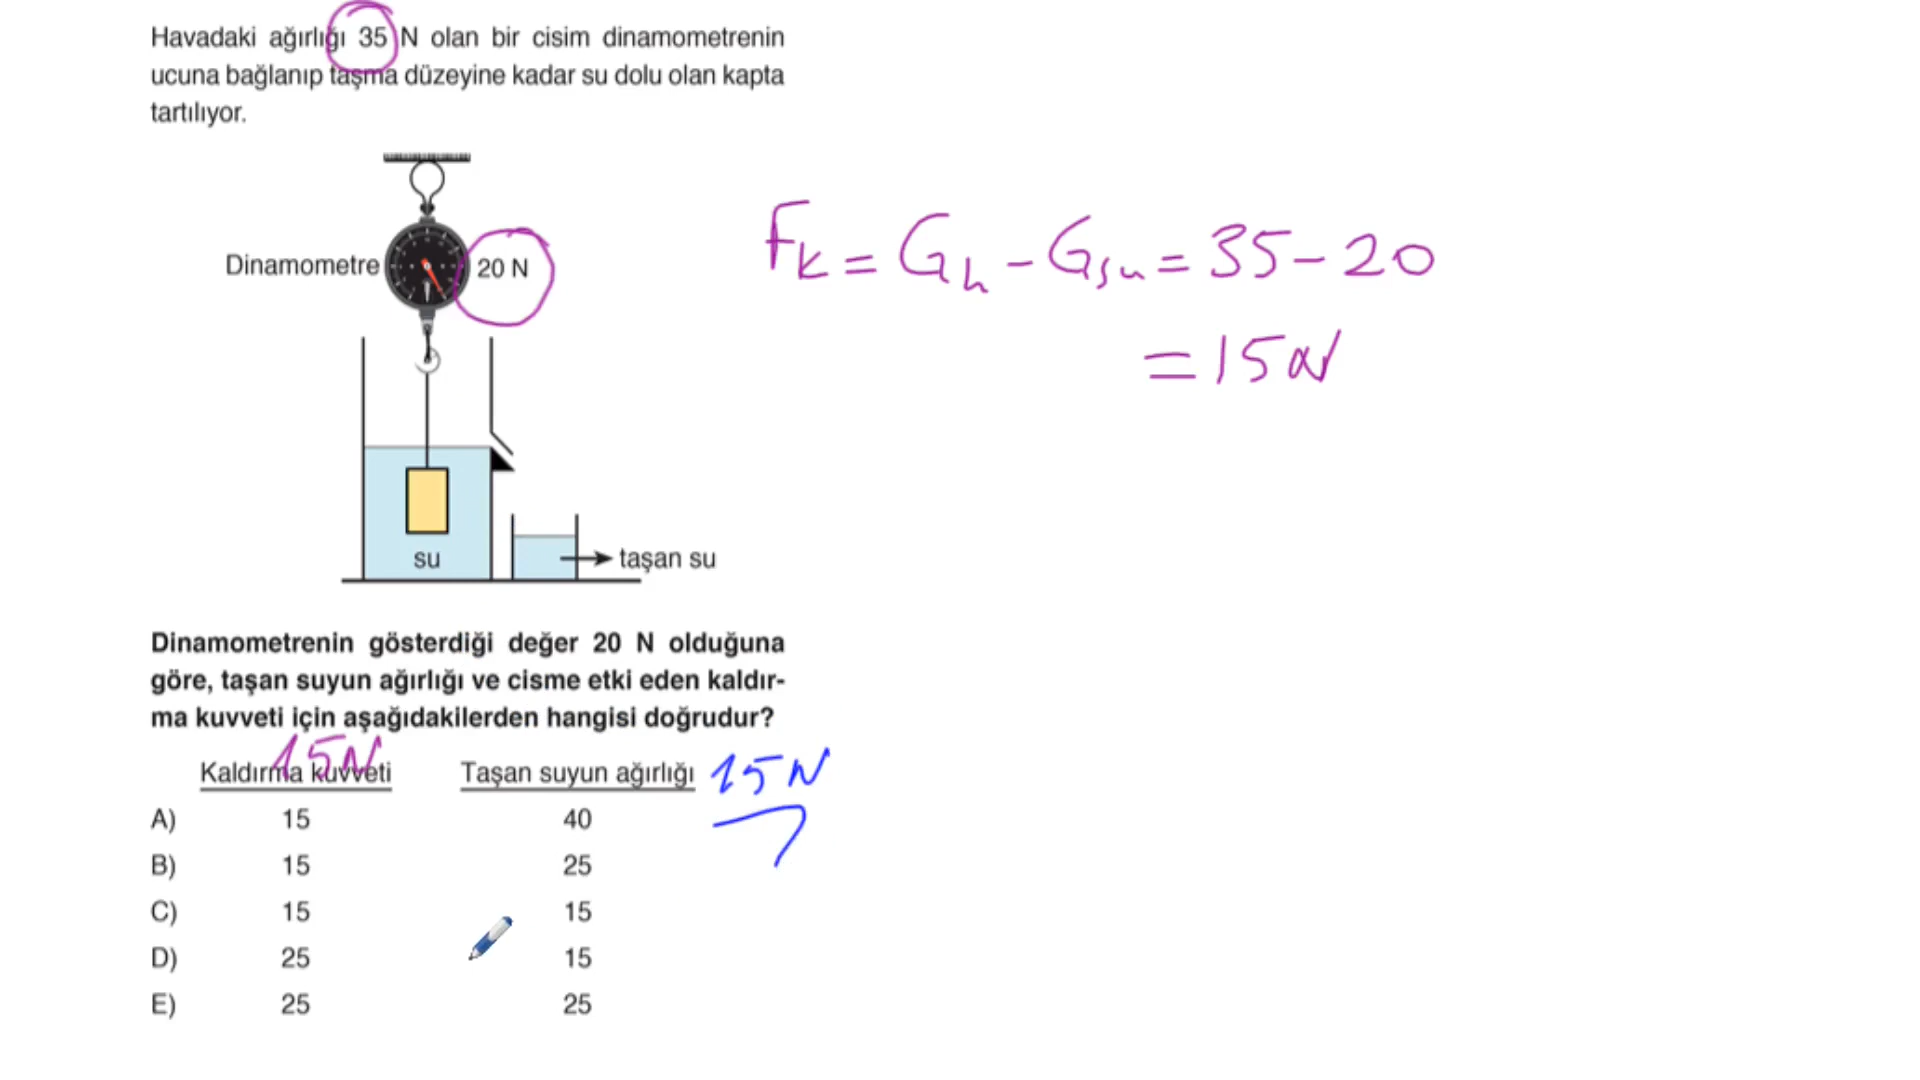 Havadaki ağırlığı 35 N olan bir cisim dinamometrenin
ucuna bağlanıp taşma düzeyine kadar su dolu olan kapta
tartılıyor.
Dinamometre
20 N
su
taşan su
Fk = Gh - Gsu = 35 - 20
= 15 N
Dinamometrenin gösterdiği değer 20 N olduğuna
göre, taşan suyun ağırlığı ve cisme etki eden kaldır-
ma kuvveti için aşağıdakilerden hangisi doğrudur?
15 N
Kaldırma kuvveti Taşan suyun ağırlığı 15 N
A) 15 40
B) 15 25
C) 15 15
D) 25 15
E) 25 25